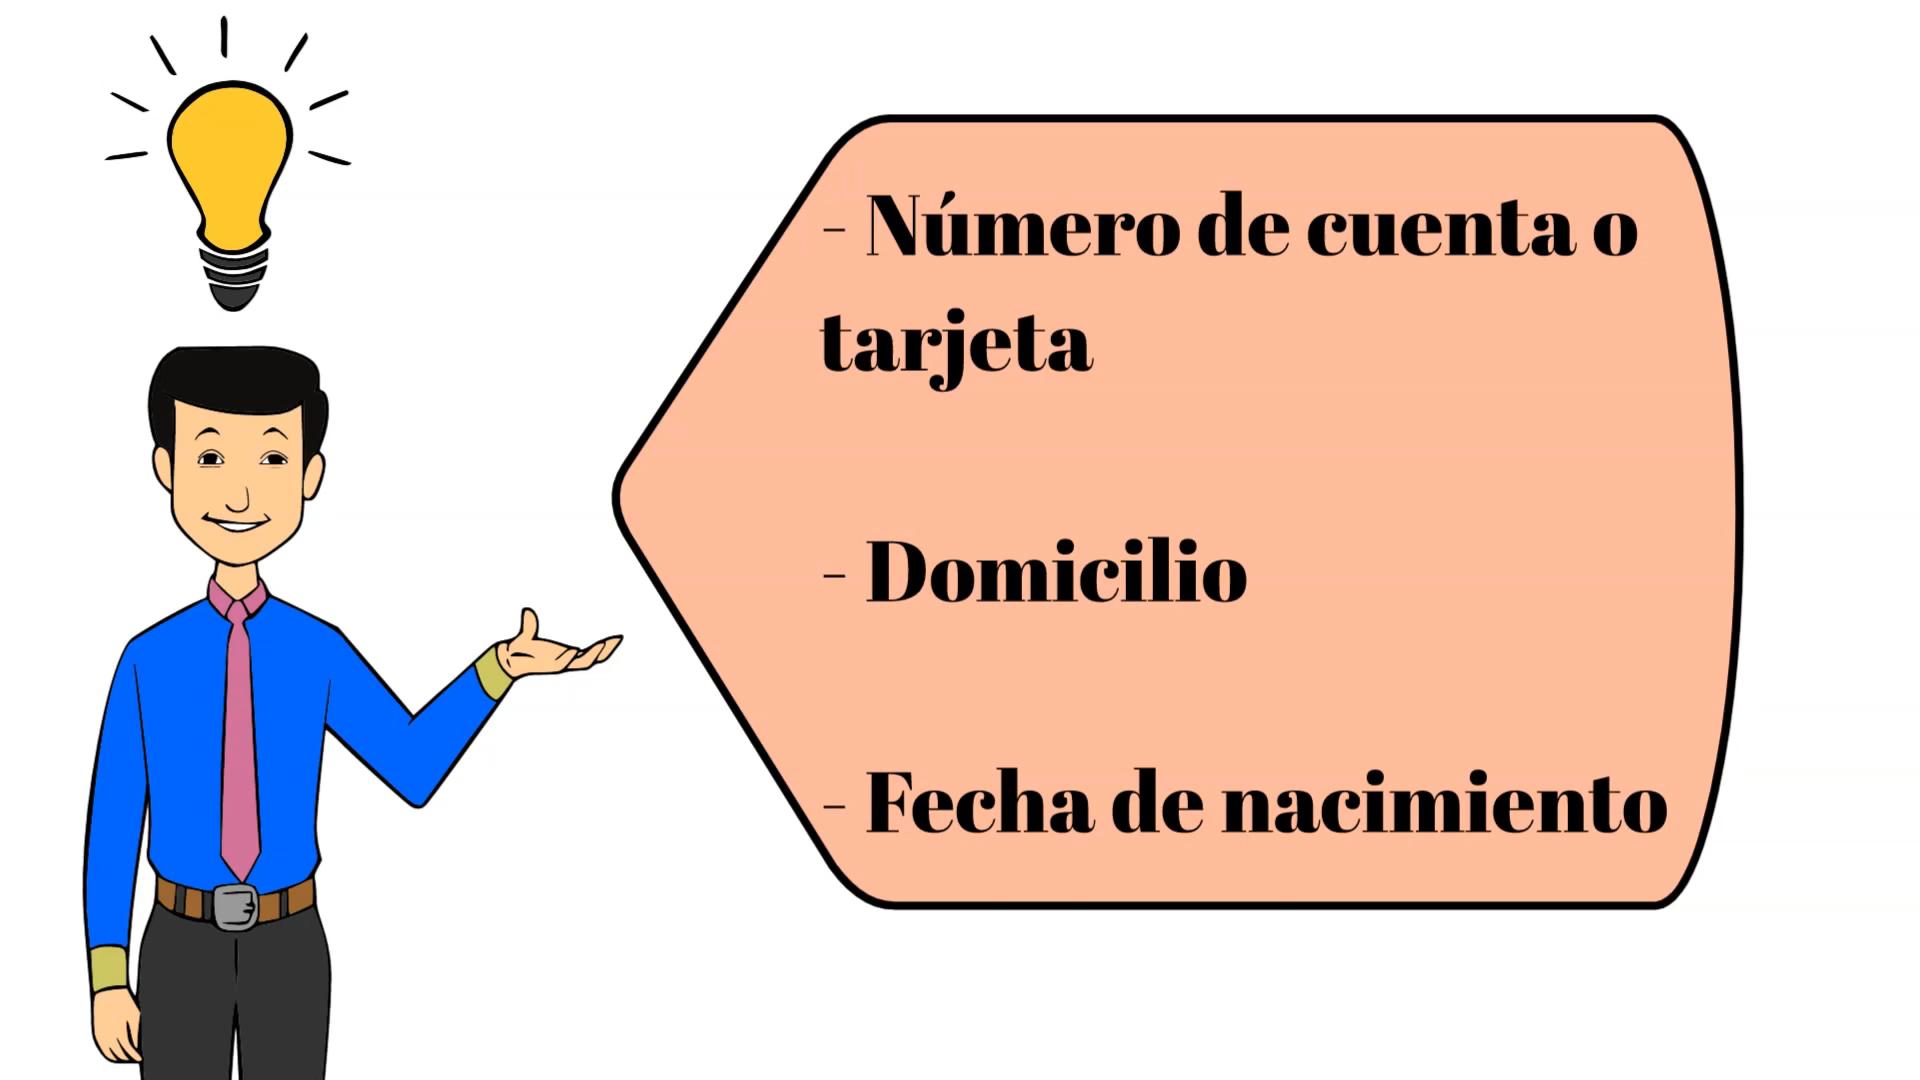 - Número de cuenta o
tarjeta
- Domicilio
- Fecha de nacimiento